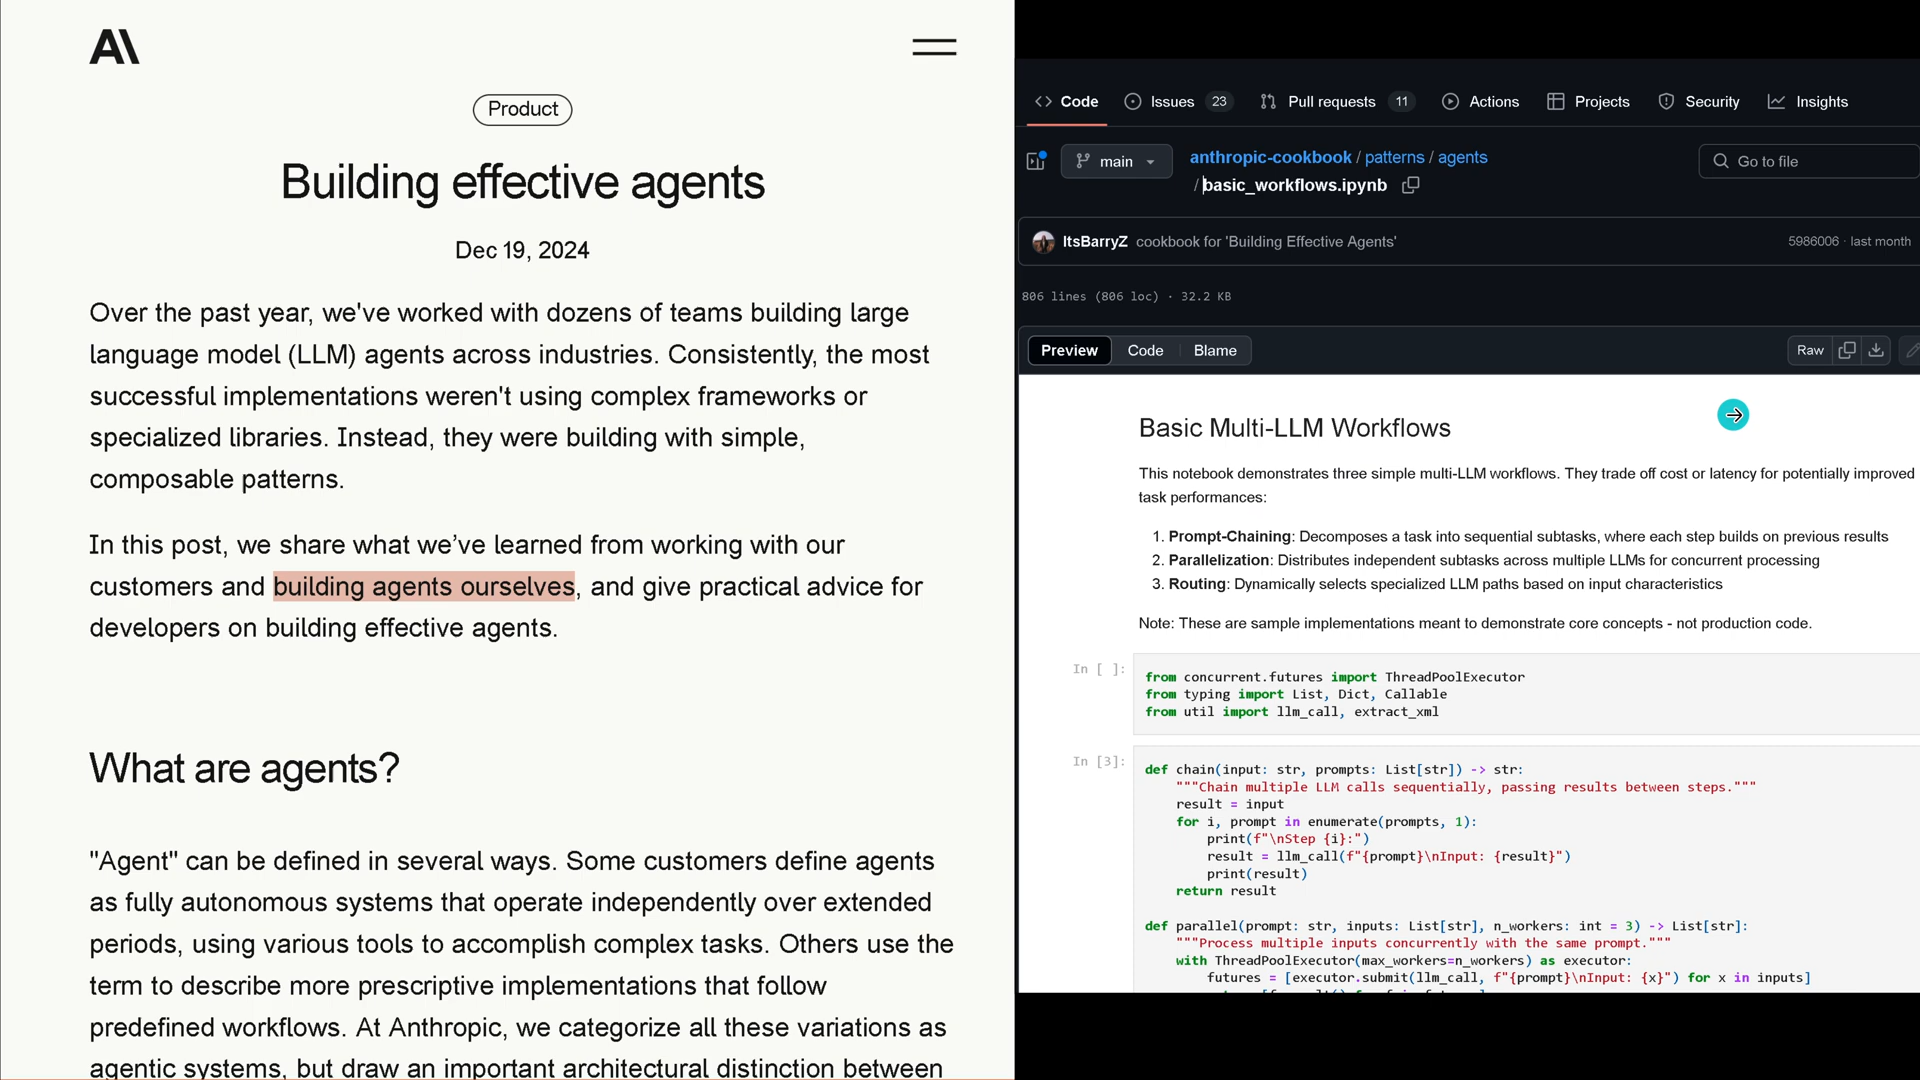 A\
Product
Building effective agents
Dec 19, 2024
Over the past year, we've worked with dozens of teams building large
language model (LLM) agents across industries. Consistently, the most
successful implementations weren't using complex frameworks or
specialized libraries. Instead, they were building with simple,
composable patterns.
In this post, we share what we’ve learned from working with our
customers and building agents ourselves, and give practical advice for
developers on building effective agents.
What are agents?
"Agent" can be defined in several ways. Some customers define agents
as fully autonomous systems that operate independently over extended
periods, using various tools to accomplish complex tasks. Others use the
term to describe more prescriptive implementations that follow
predefined workflows. At Anthropic, we categorize all these variations as
agentic systems, but draw an important architectural distinction between
Code Issues 23 Pull requests 11 Actions Projects Security Insights
main anthropic-cookbook / patterns / agents Go to file
/ basic_workflows.ipynb
ItsBarryZ cookbook for 'Building Effective Agents' 5986006 · last month
806 lines (806 loc) · 32.2 KB
Preview Code Blame Raw
Basic Multi-LLM Workflows
This notebook demonstrates three simple multi-LLM workflows. They trade off cost or latency for potentially improved
task performances:
1. Prompt-Chaining: Decomposes a task into sequential subtasks, where each step builds on previous results
2. Parallelization: Distributes independent subtasks across multiple LLMs for concurrent processing
3. Routing: Dynamically selects specialized LLM paths based on input characteristics
Note: These are sample implementations meant to demonstrate core concepts - not production code.
In [ ]:
from concurrent.futures import ThreadPoolExecutor
from typing import List, Dict, Callable
from util import llm_call, extract_xml
In [3]:
def chain(input: str, prompts: List[str]) -> str:
"""Chain multiple LLM calls sequentially, passing results between steps."""
result = input
for i, prompt in enumerate(prompts, 1):
print(f"\nStep {i}:")
result = llm_call(f"{prompt}\nInput: {result}")
print(result)
return result
def parallel(prompt: str, inputs: List[str], n_workers: int = 3) -> List[str]:
"""Process multiple inputs concurrently with the same prompt."""
with ThreadPoolExecutor(max_workers=n_workers) as executor:
futures = [executor.submit(llm_call, f"{prompt}\nInput: {x}") for x in inputs]